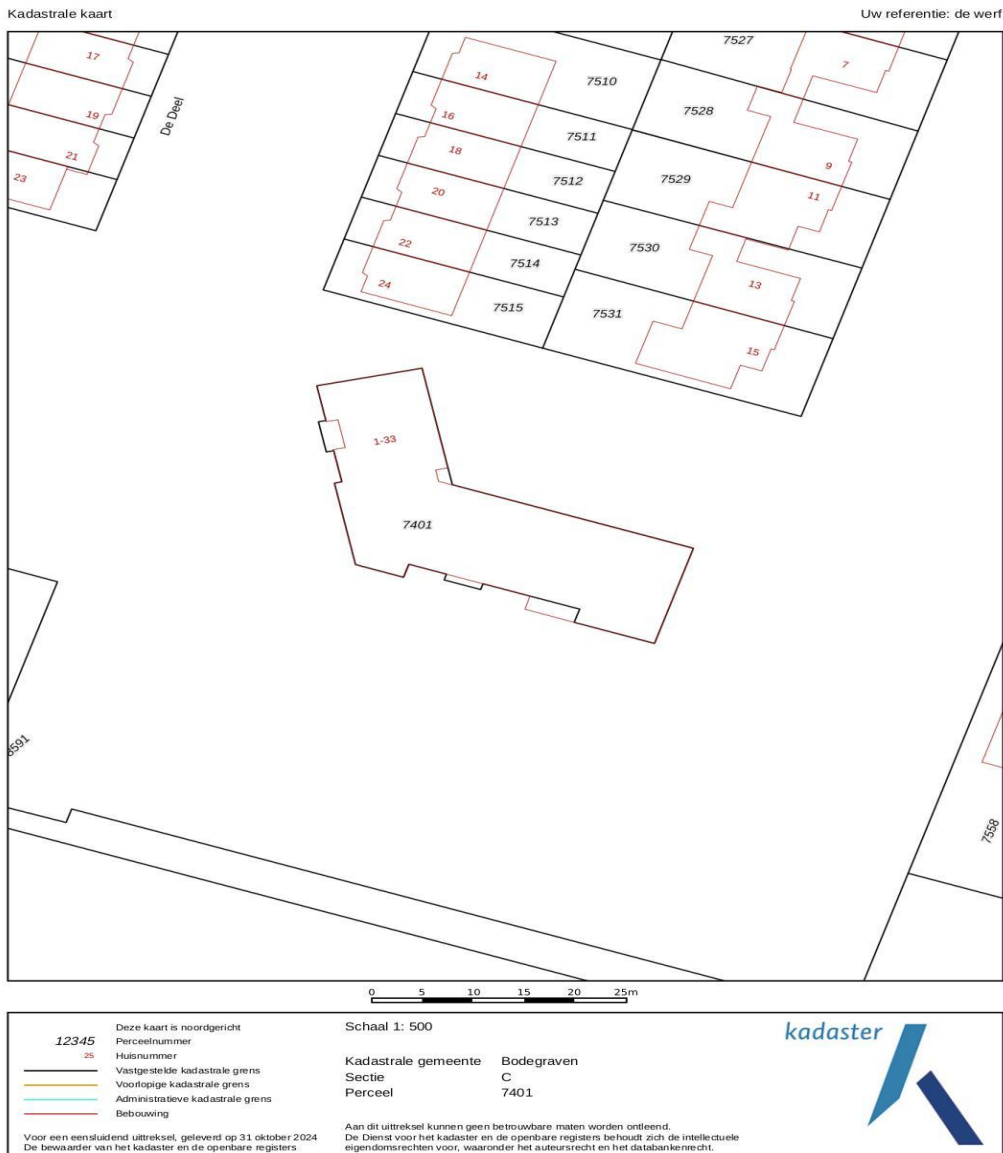 Kadastrale kaart
Uw referentie: de werf
7527
17
7
14
7510
7528
19
De Deel
16
7511
18
9
21
7512
7529
23
20
11
7513
22
7530
7514
24
13
7515
7531
15
1-33
7401
8591
7558
0 5 10 15 20 25m
Deze kaart is noordgericht
12345 Perceelnummer
25 Huisnummer
Vastgestelde kadastrale grens
Voorlopige kadastrale grens
Administratieve kadastrale grens
Bebouwing
Voor een eensluidend uittreksel, geleverd op 31 oktober 2024
De bewaarder van het kadaster en de openbare registers
Schaal 1: 500
Kadastrale gemeente Bodegraven
Sectie C
Perceel 7401
Aan dit uittreksel kunnen geen betrouwbare maten worden ontleend.
De Dienst voor het kadaster en de openbare registers behoudt zich de intellectuele
eigendomsrechten voor, waaronder het auteursrecht en het databankenrecht.
kadaster